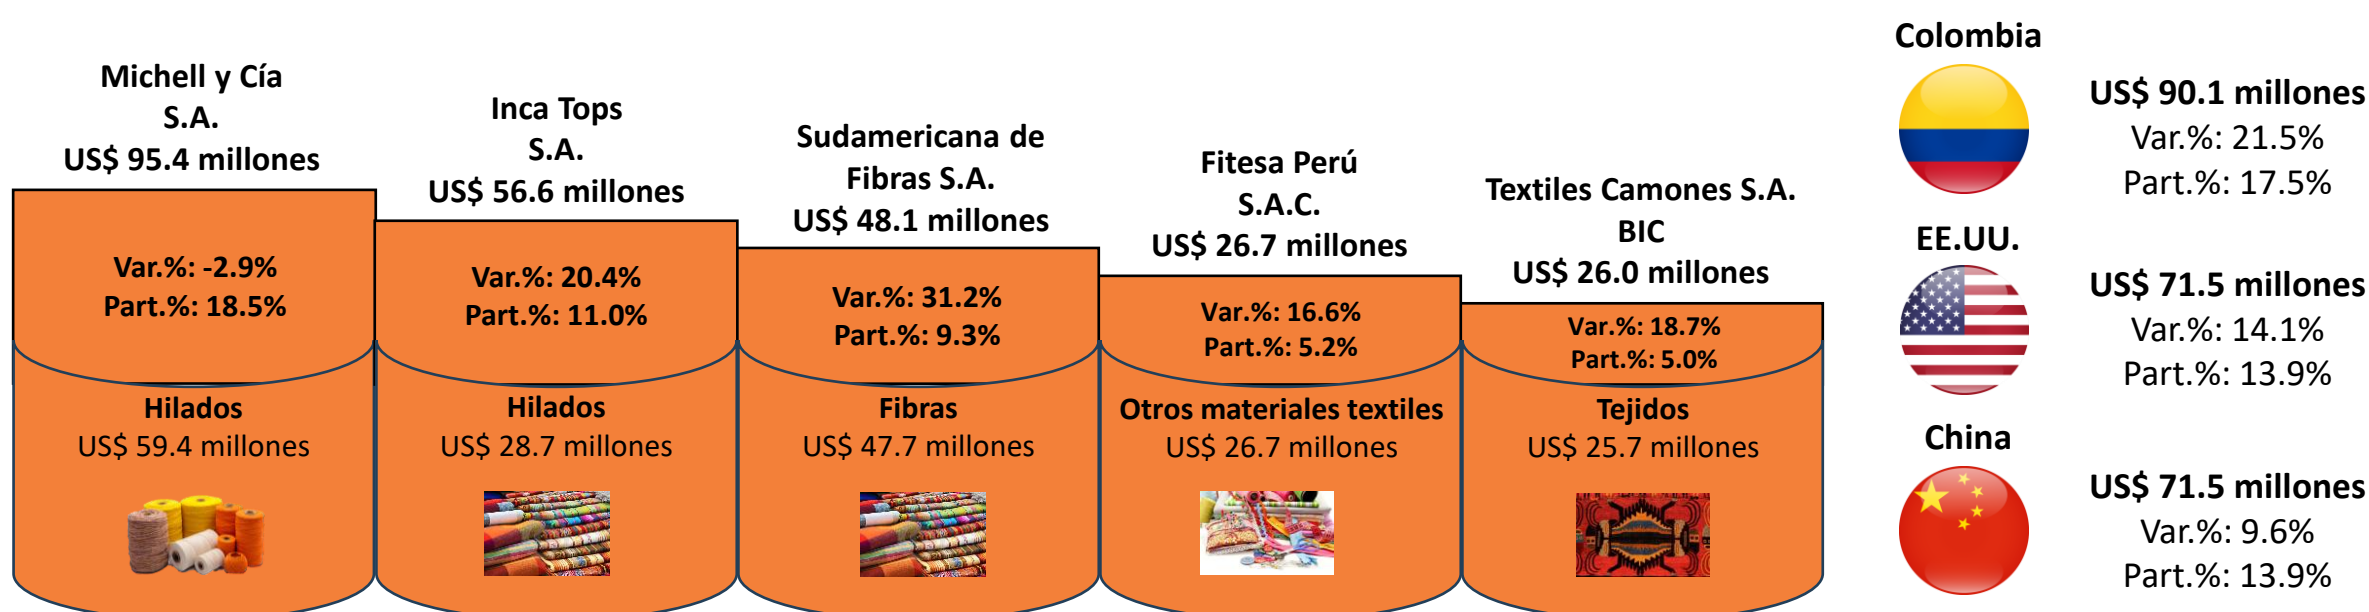 Michell y Cía
S.A.
US$ 95.4 millones
Var.%: -2.9%
Part.%: 18.5%
Hilados
US$ 59.4 millones
Inca Tops
S.A.
US$ 56.6 millones
Var.%: 20.4%
Part.%: 11.0%
Hilados
US$ 28.7 millones
Sudamericana de
Fibras S.A.
US$ 48.1 millones
Var.%: 31.2%
Part.%: 9.3%
Fibras
US$ 47.7 millones
Fitesa Perú
S.A.C.
US$ 26.7 millones
Var.%: 16.6%
Part.%: 5.2%
Otros materiales textiles
US$ 26.7 millones
Textiles Camones S.A.
BIC
US$ 26.0 millones
Var.%: 18.7%
Part.%: 5.0%
Tejidos
US$ 25.7 millones
Colombia
US$ 90.1 millones
Var.%: 21.5%
Part.%: 17.5%
EE.UU.
US$ 71.5 millones
Var.%: 14.1%
Part.%: 13.9%
China
US$ 71.5 millones
Var.%: 9.6%
Part.%: 13.9%